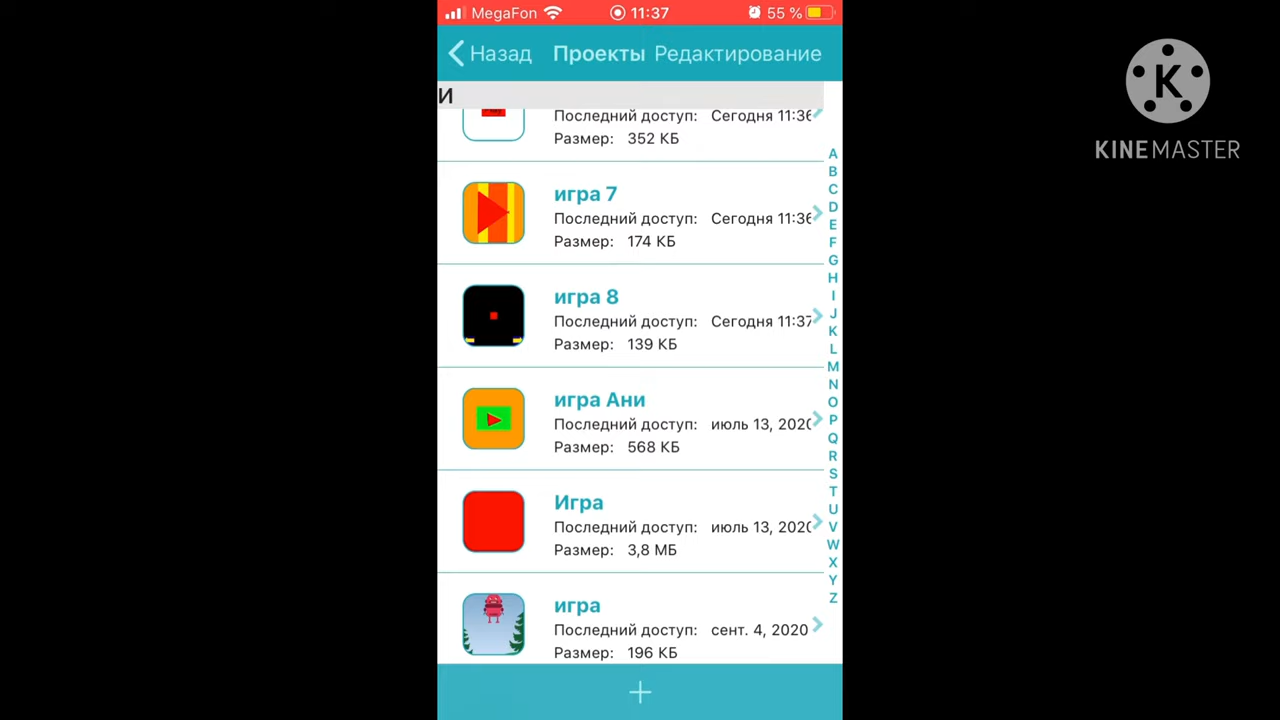 MegaFon 11:37 55 %
Назад Проекты Редактирование
И
Последний доступ: Сегодня 11:36
Размер: 352 КБ
игра 7
Последний доступ: Сегодня 11:36
Размер: 174 КБ
игра 8
Последний доступ: Сегодня 11:37
Размер: 139 КБ
игра Ани
Последний доступ: июль 13, 2020
Размер: 568 КБ
Игра
Последний доступ: июль 13, 2020
Размер: 3,8 МБ
игра
Последний доступ: сент. 4, 2020
Размер: 196 КБ
A
B
C
D
E
F
G
H
I
J
K
L
M
N
O
P
Q
R
S
T
U
V
W
X
Y
Z
K
KINEMASTER